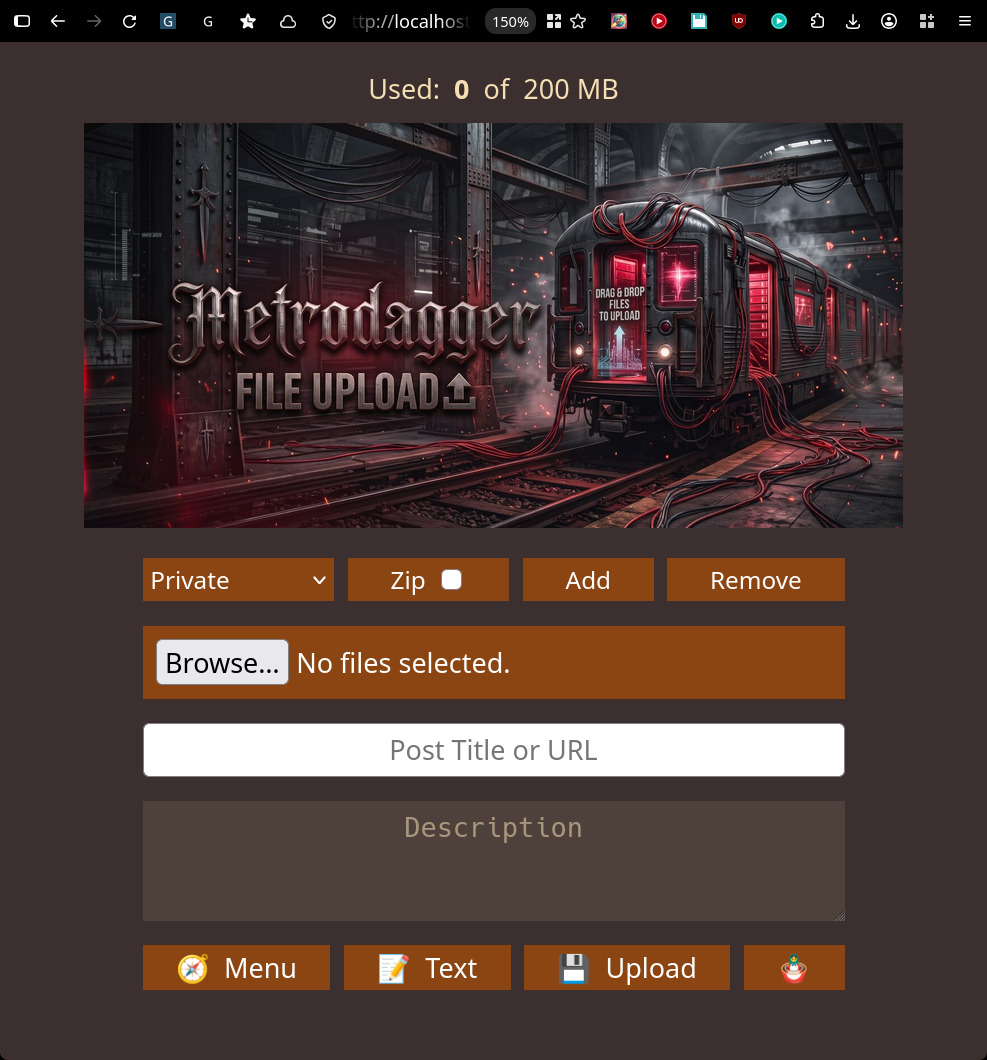 G
G
ttp://localhost
150%
UD
Used: 0 of 200 MB
Metrodagger
FILE UPLOAD
DRAG & DROP
FILES
TO UPLOAD
Private
Zip
Add
Remove
Browse...
No files selected.
Post Title or URL
Description
Menu
Text
Upload